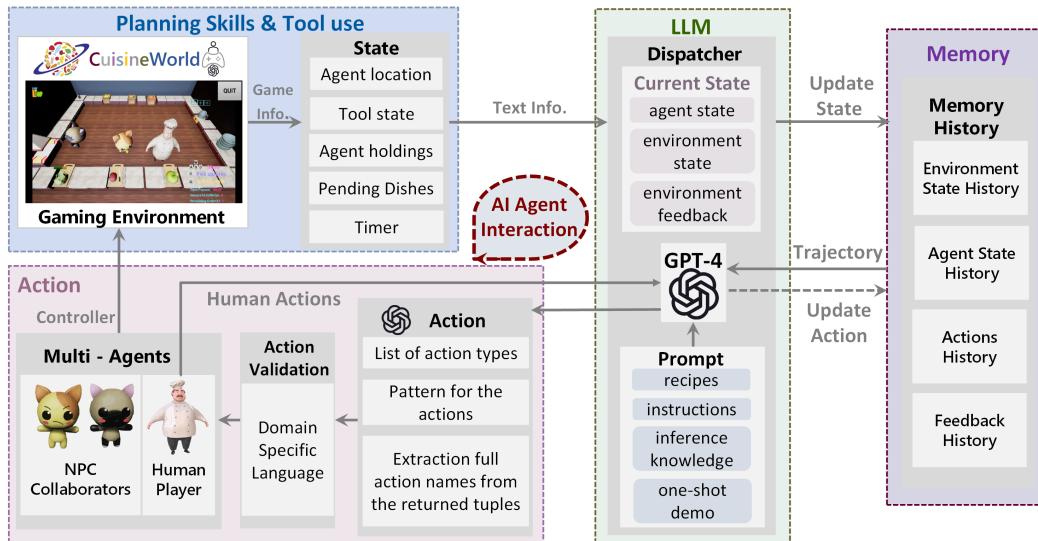 Planning Skills & Tool use
CuisineWorld
QUIT
Gaming Environment
Game
Info.
State
Agent location
Tool state
Agent holdings
Pending Dishes
Timer
Text Info.
AI Agent
Interaction
LLM
Dispatcher
Current State
agent state
environment
state
environment
feedback
GPT-4
Prompt
recipes
instructions
inference
knowledge
one-shot
demo
Update
State
Trajectory
Update
Action
Memory
Memory
History
Environment
State History
Agent State
History
Actions
History
Feedback
History
Action
Controller
Human Actions
Multi - Agents
NPC
Collaborators
Human
Player
Action
Validation
Domain
Specific
Language
Action
List of action types
Pattern for the
actions
Extraction full
action names from
the returned tuples